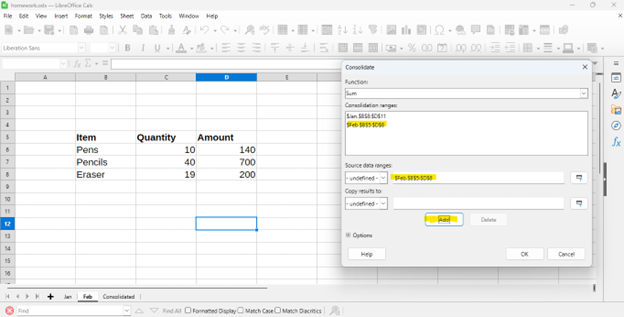 homework.ods — LibreOffice Calc
File Edit View Insert Format Styles Sheet Data Tools Window Help
Liberation Sans
Consolidate
Function:
Sum
Consolidation ranges:
$Feb.$B$5:$D$8
Source data ranges:
- undefined - $Feb.$B$5:$D$8
Copy results to:
- undefined -
Add Delete
Options
Help OK Cancel
A B C D E
1
2
3
4
5 Item Quantity Amount
6 Pens 10 140
7 Pencils 40 700
8 Eraser 19 200
9
10
11
12
13
14
15
16
Jan Feb Consolidated
Find Find All Formatted Display Match Case Match Diacritics